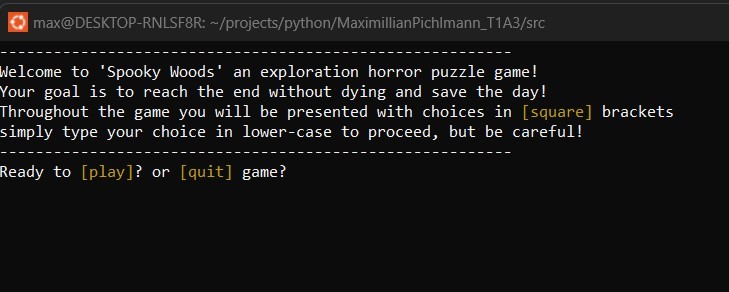 max@DESKTOP-RNLSF8R: ~/projects/python/MaximillianPichlmann_T1A3/src
---------------------------------------------------------
Welcome to 'Spooky Woods' an exploration horror puzzle game!
Your goal is to reach the end without dying and save the day!
Throughout the game you will be presented with choices in [square] brackets
simply type your choice in lower-case to proceed, but be careful!
---------------------------------------------------------
Ready to [play]? or [quit] game?